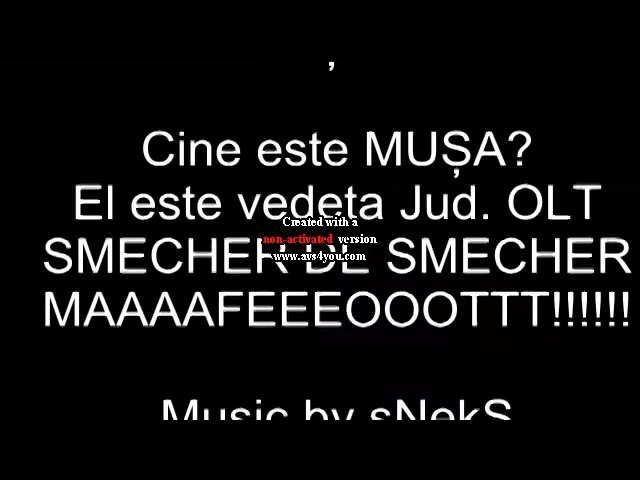 Cine este MUȘA?
El este vedeta Jud. OLT
SMECHER DE SMECHER
MAAAAFEEEOOOTTT!!!!!!
Music by sNekS
Created with a
non-activated version
www.avs4you.com